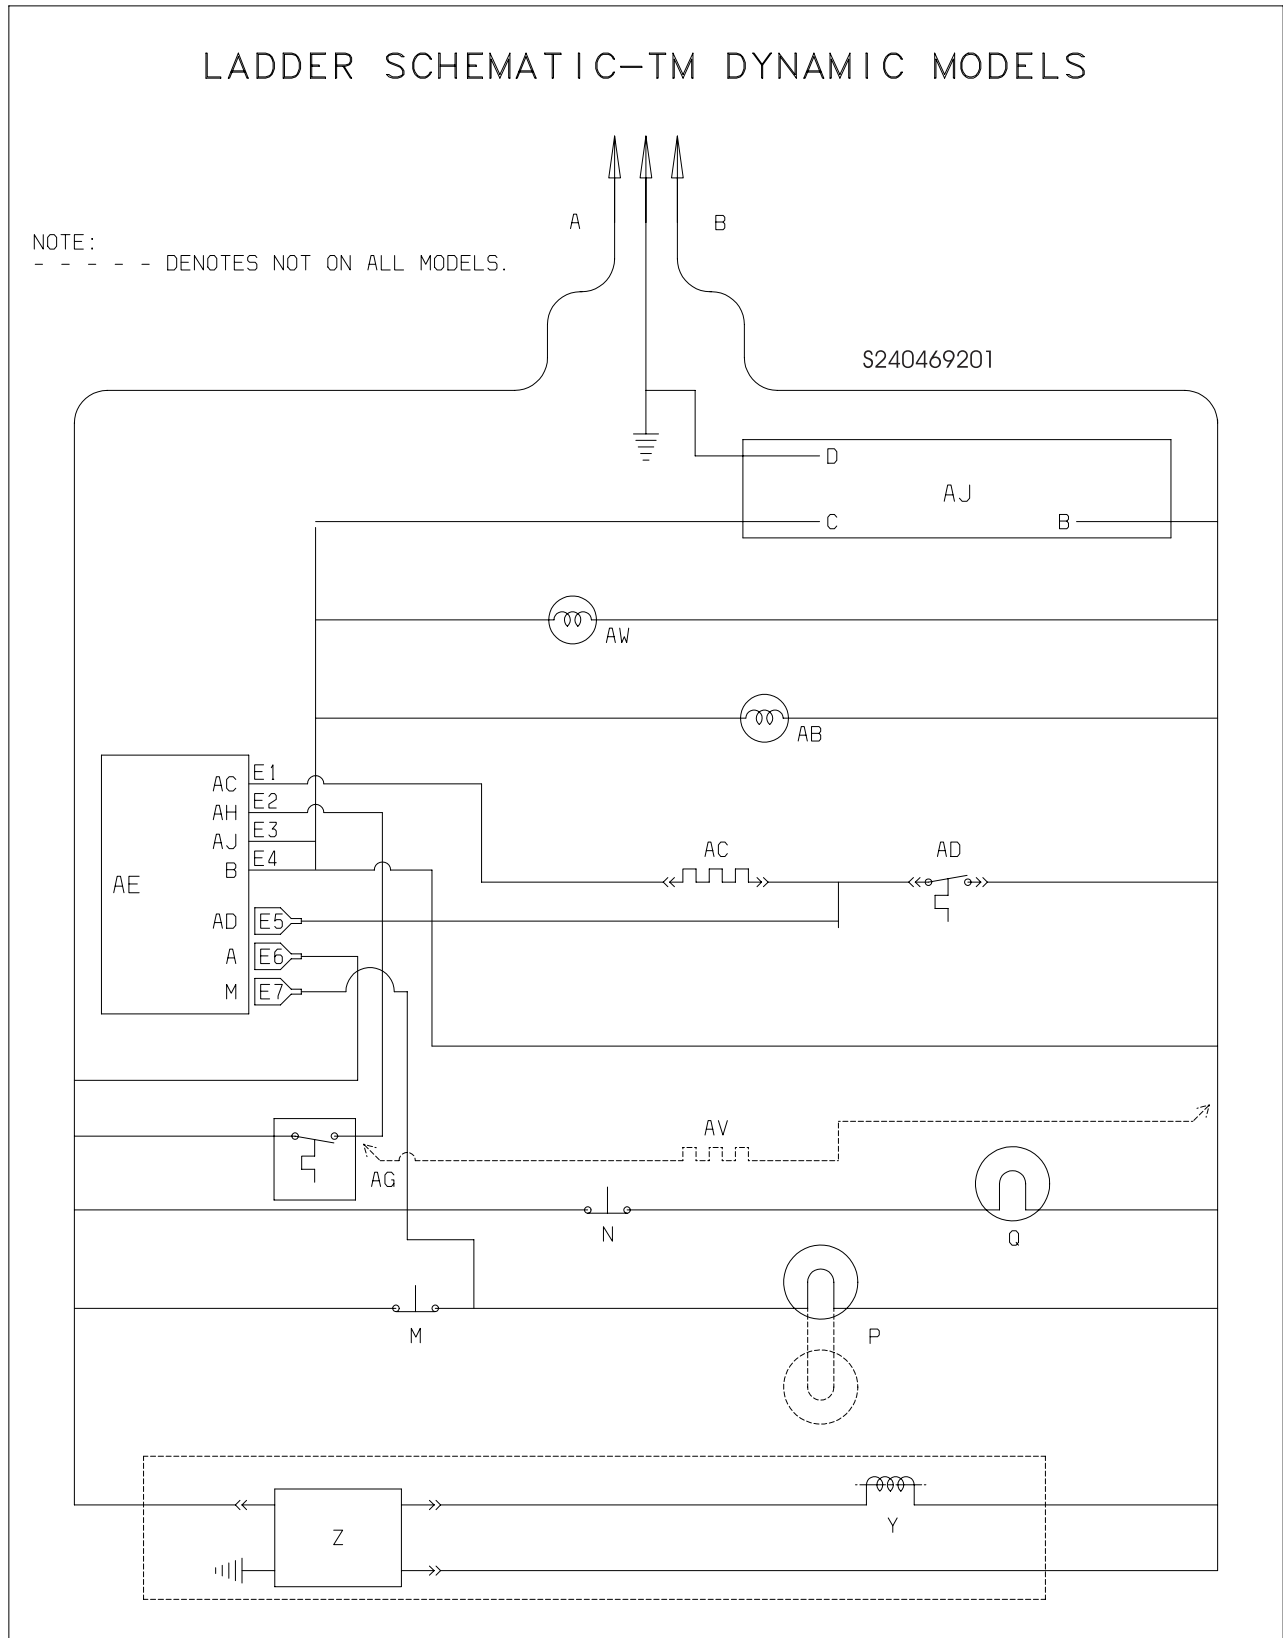 LADDER SCHEMATIC-TM DYNAMIC MODELS
A
B
NOTE:
- - - - - DENOTES NOT ON ALL MODELS.
S240469201
D
AJ
C
B
AW
AB
AC E1
AH E2
AJ E3
B E4
AE
AC
AD
AD E5
A E6
M E7
AV
AG
N
Q
M
P
Z
Y